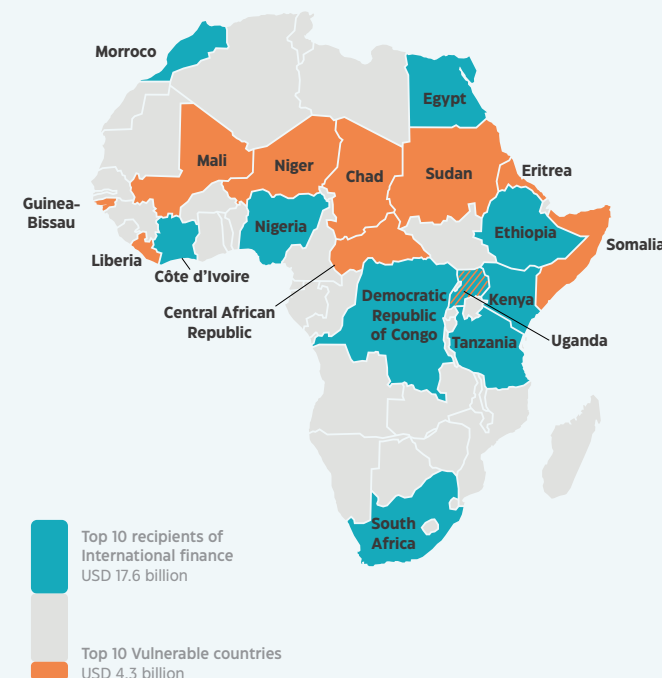 Morroco
Egypt
Mali
Niger
Chad
Sudan
Eritrea
Guinea-
Bissau
Nigeria
Ethiopia
Somalia
Liberia
Côte d’Ivoire
Central African
Republic
Democratic
Republic
of Congo
Kenya
Uganda
Tanzania
South
Africa
Top 10 recipients of
International finance
USD 17.6 billion
Top 10 Vulnerable countries
USD 4.3 billion